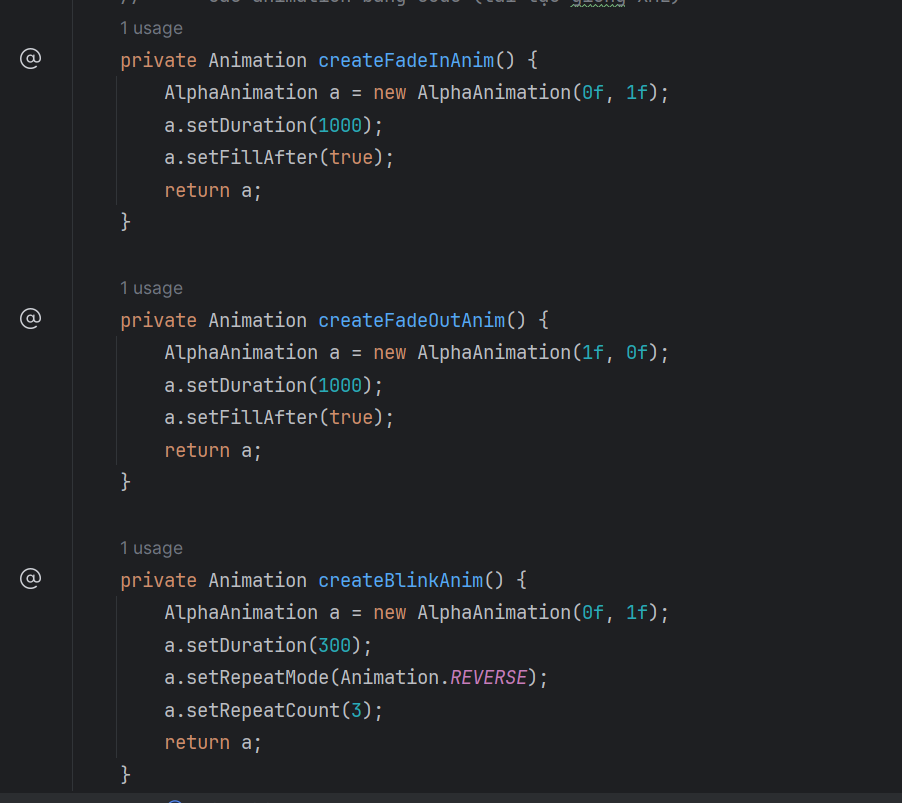 1 usage
@
private Animation createFadeInAnim() {
AlphaAnimation a = new AlphaAnimation(0f, 1f);
a.setDuration(1000);
a.setFillAfter(true);
return a;
}
1 usage
@
private Animation createFadeOutAnim() {
AlphaAnimation a = new AlphaAnimation(1f, 0f);
a.setDuration(1000);
a.setFillAfter(true);
return a;
}
1 usage
@
private Animation createBlinkAnim() {
AlphaAnimation a = new AlphaAnimation(0f, 1f);
a.setDuration(300);
a.setRepeatMode(Animation.REVERSE);
a.setRepeatCount(3);
return a;
}